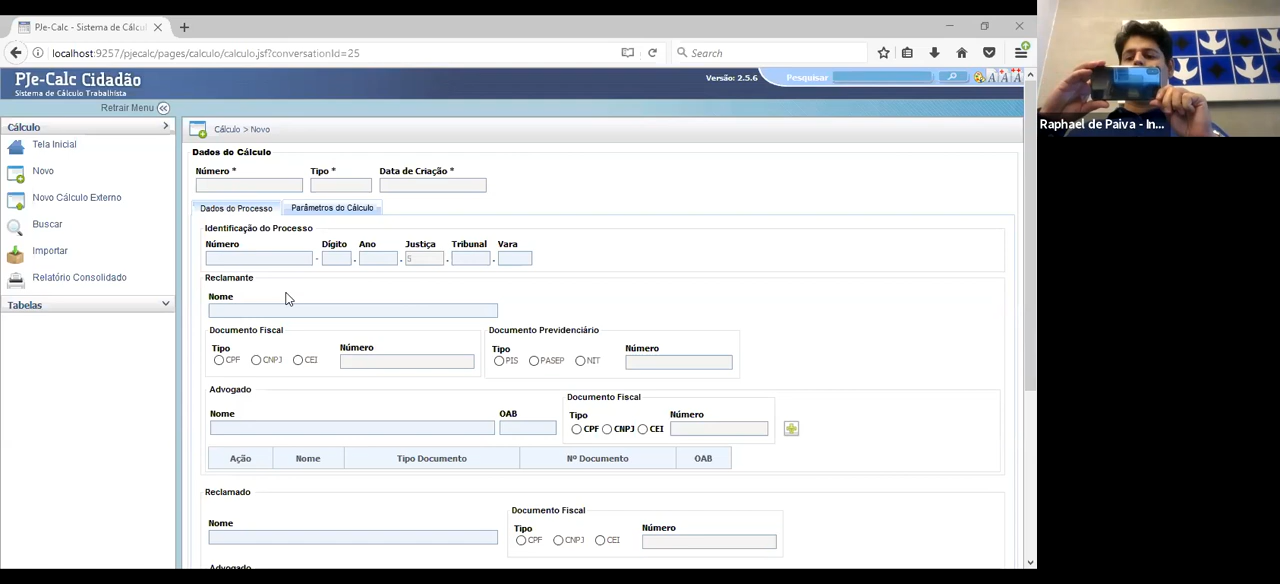 PJe-Calc - Sistema de Cálcul
localhost:9257/pjecalc/pages/calculo/calculo.jsf?conversationId=25
Search
PJe-Calc Cidadão
Sistema de Cálculo Trabalhista
Versão: 2.5.6
Pesquisar
A A A
Retrair Menu
Cálculo
Tela Inicial
Novo
Novo Cálculo Externo
Buscar
Importar
Relatório Consolidado
Tabelas
Cálculo > Novo
Dados do Cálculo
Número * Tipo * Data de Criação *
Dados do Processo Parâmetros do Cálculo
Identificação do Processo
Número Dígito Ano Justiça Tribunal Vara
- . . 5 . .
Reclamante
Nome
Documento Fiscal Documento Previdenciário
Tipo Número Tipo Número
CPF CNPJ CEI PIS PASEP NIT
Advogado
Documento Fiscal
Nome OAB Tipo Número
CPF CNPJ CEI
Ação Nome Tipo Documento Nº Documento OAB
Reclamado
Documento Fiscal
Nome Tipo Número
CPF CNPJ CEI
Advogado
Raphael de Paiva - In...